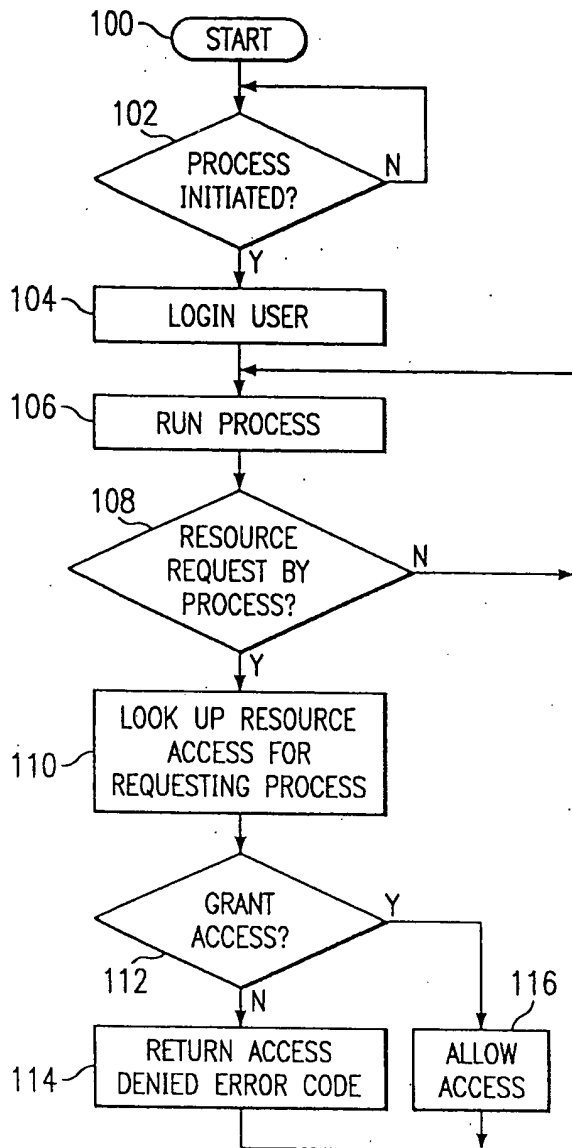 100
START
102
PROCESS
INITIATED?
N
Y
104
LOGIN USER
106
RUN PROCESS
108
RESOURCE
REQUEST BY
PROCESS?
N
Y
110
LOOK UP RESOURCE
ACCESS FOR
REQUESTING PROCESS
GRANT
ACCESS?
Y
112
N
116
114
RETURN ACCESS
DENIED ERROR CODE
ALLOW
ACCESS